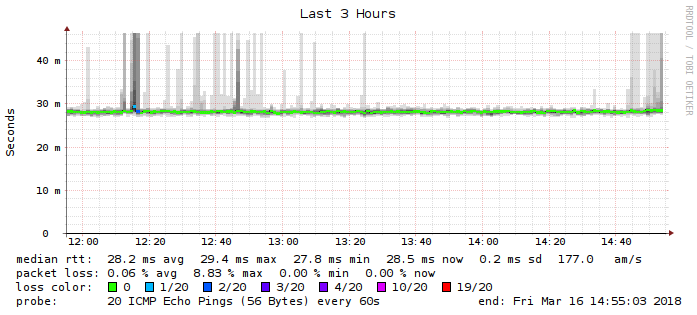 Last 3 Hours
RRDTOOL / TOBI OETIKER
Seconds
40 m
30 m
20 m
10 m
0
12:00 12:20 12:40 13:00 13:20 13:40 14:00 14:20 14:40
median rtt: 28.2 ms avg 29.4 ms max 27.8 ms min 28.5 ms now 0.2 ms sd 177.0 am/s
packet loss: 0.06 % avg 8.83 % max 0.00 % min 0.00 % now
loss color: 0 1/20 2/20 3/20 4/20 10/20 19/20
probe: 20 ICMP Echo Pings (56 Bytes) every 60s end: Fri Mar 16 14:55:03 2018